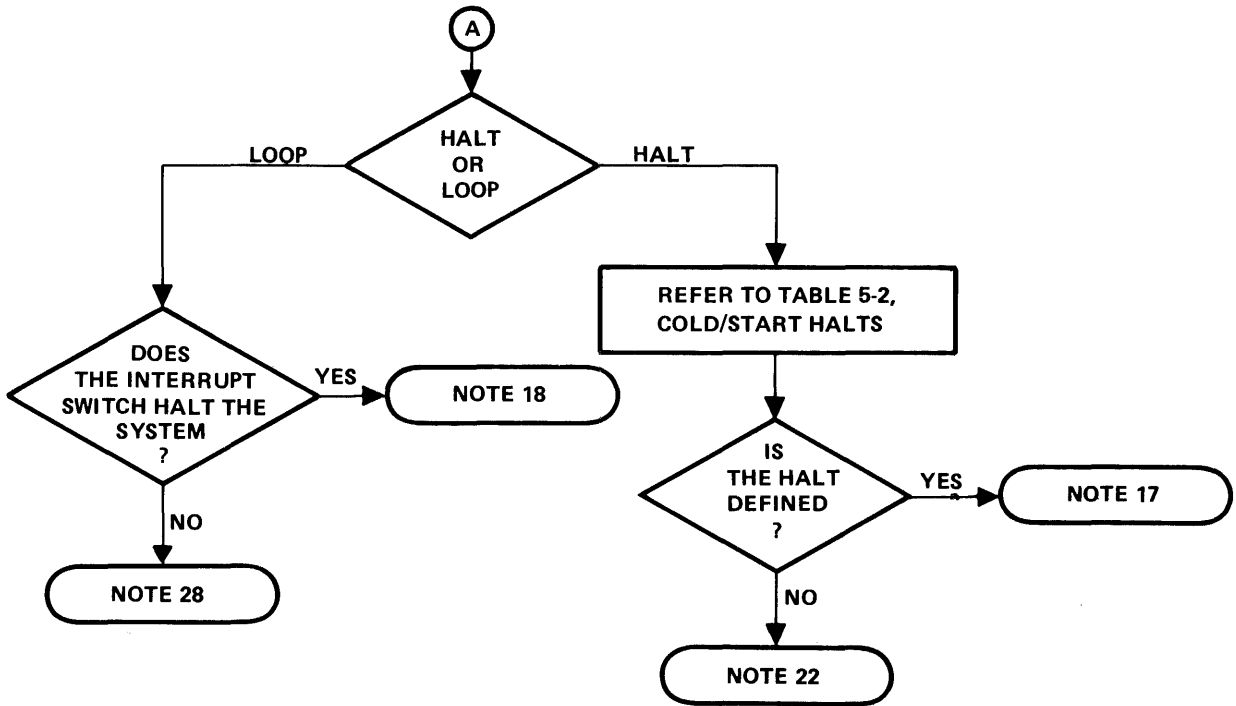 A
HALT
OR
LOOP
LOOP
HALT
REFER TO TABLE 5-2,
COLD/START HALTS
DOES
THE INTERRUPT
SWITCH HALT THE
SYSTEM
?
YES
NOTE 18
NO
NOTE 28
IS
THE HALT
DEFINED
?
YES
NOTE 17
NO
NOTE 22